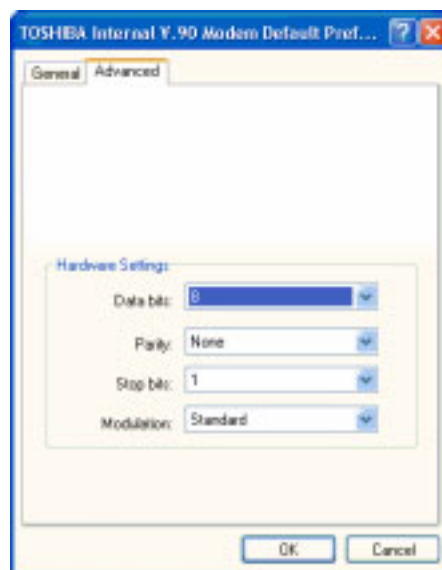 TOSHIBA Internal V.90 Modem Default Pref...
General Advanced
Hardware Settings
Data bits: 8
Parity: None
Stop bits: 1
Modulation: Standard
OK Cancel